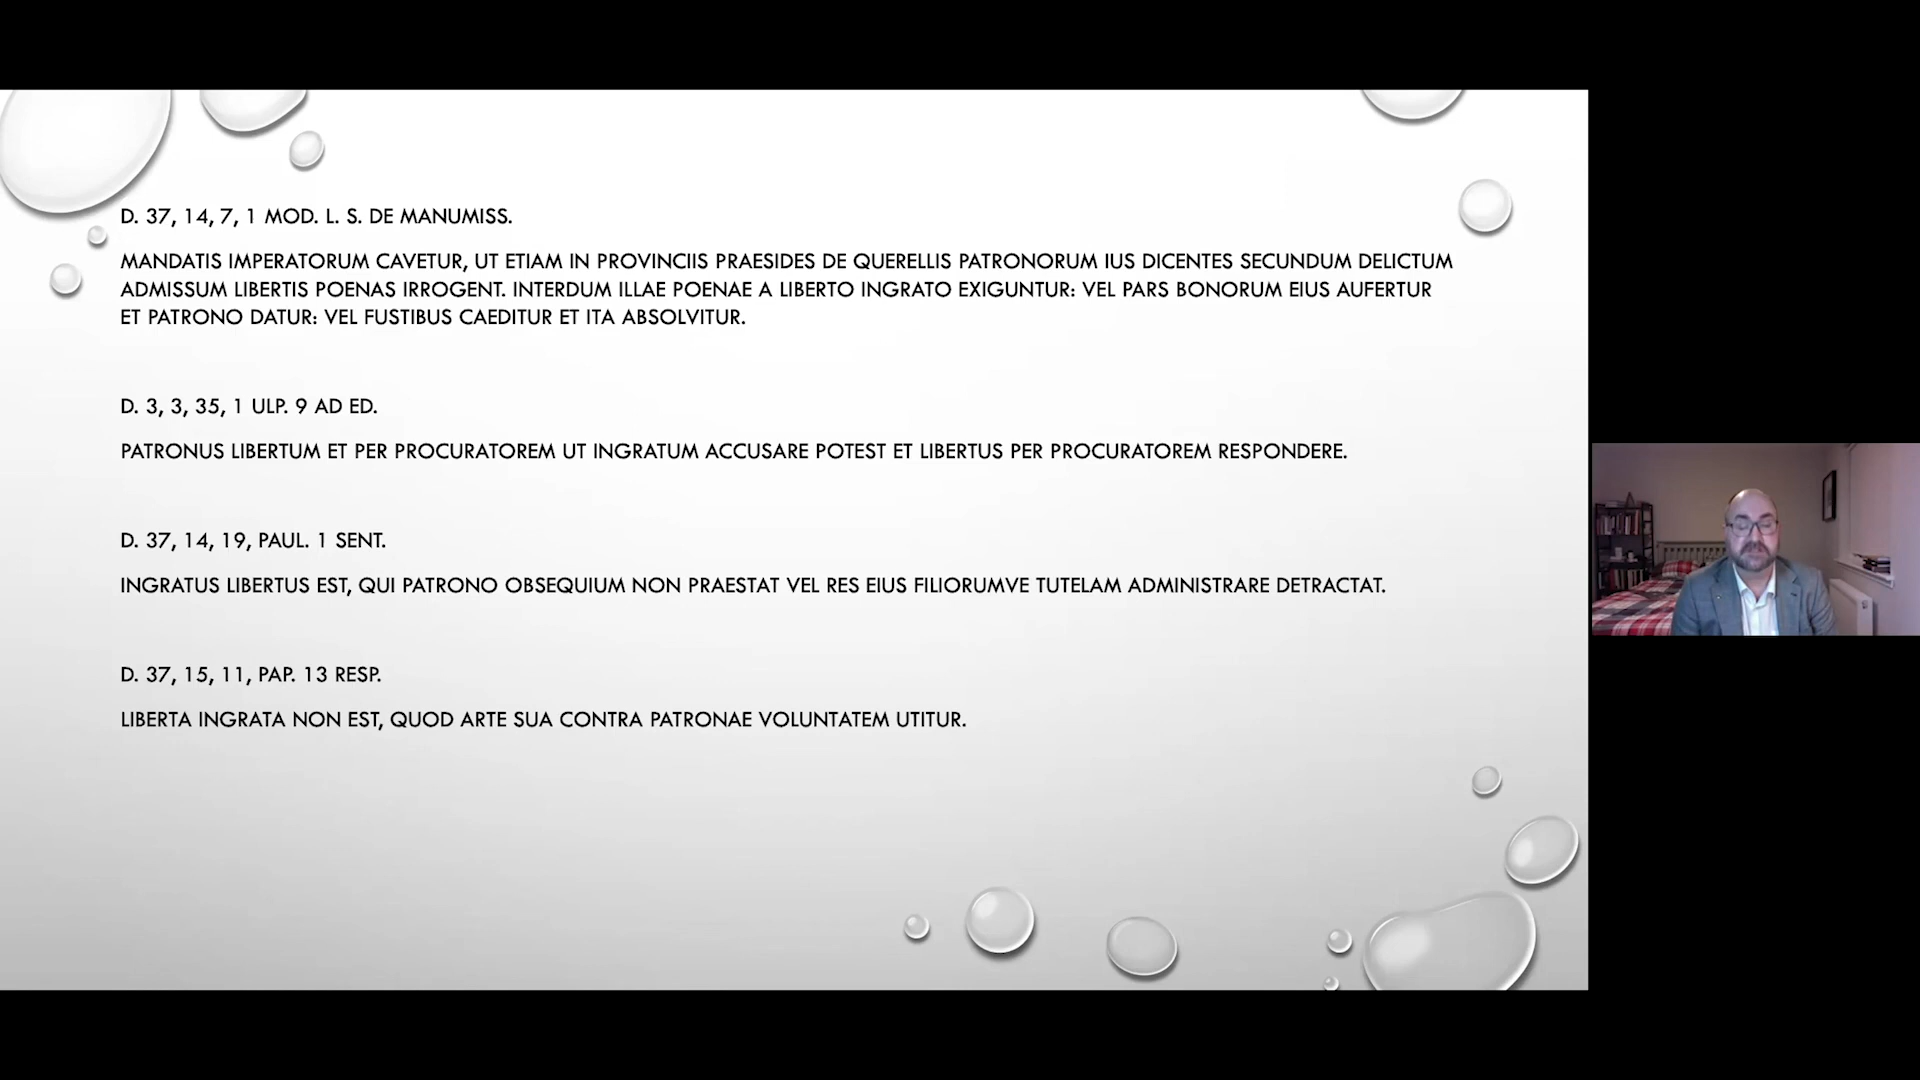 D. 37, 14, 7, 1 MOD. L. S. DE MANUMISS.
MANDATIS IMPERATORUM CAVETUR, UT ETIAM IN PROVINCIIS PRAESIDES DE QUERELLIS PATRONORUM IUS DICENTES SECUNDUM DELICTUM
ADMISSUM LIBERTIS POENAS IRROGENT. INTERDUM ILLAE POENAE A LIBERTO INGRATO EXIGUNTUR: VEL PARS BONORUM EIUS AUFERTUR
ET PATRONO DATUR: VEL FUSTIBUS CAEDITUR ET ITA ABSOLVITUR.
D. 3, 3, 35, 1 ULP. 9 AD ED.
PATRONUS LIBERTUM ET PER PROCURATOREM UT INGRATUM ACCUSARE POTEST ET LIBERTUS PER PROCURATOREM RESPONDERE.
D. 37, 14, 19, PAUL. 1 SENT.
INGRATUS LIBERTUS EST, QUI PATRONO OBSEQUIUM NON PRAESTAT VEL RES EIUS FILIORUMVE TUTELAM ADMINISTRARE DETRACTAT.
D. 37, 15, 11, PAP. 13 RESP.
LIBERTA INGRATA NON EST, QUOD ARTE SUA CONTRA PATRONAE VOLUNTATEM UTITUR.